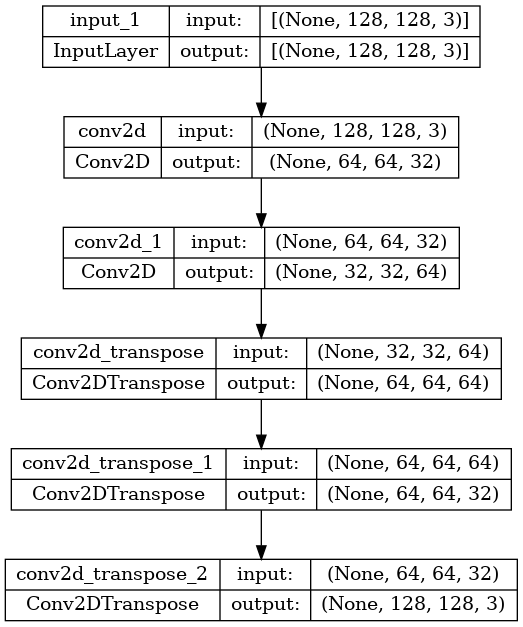 input_1 input: [(None, 128, 128, 3)]
InputLayer output: [(None, 128, 128, 3)]
conv2d input: (None, 128, 128, 3)
Conv2D output: (None, 64, 64, 32)
conv2d_1 input: (None, 64, 64, 32)
Conv2D output: (None, 32, 32, 64)
conv2d_transpose input: (None, 32, 32, 64)
Conv2DTranspose output: (None, 64, 64, 64)
conv2d_transpose_1 input: (None, 64, 64, 64)
Conv2DTranspose output: (None, 64, 64, 32)
conv2d_transpose_2 input: (None, 64, 64, 32)
Conv2DTranspose output: (None, 128, 128, 3)